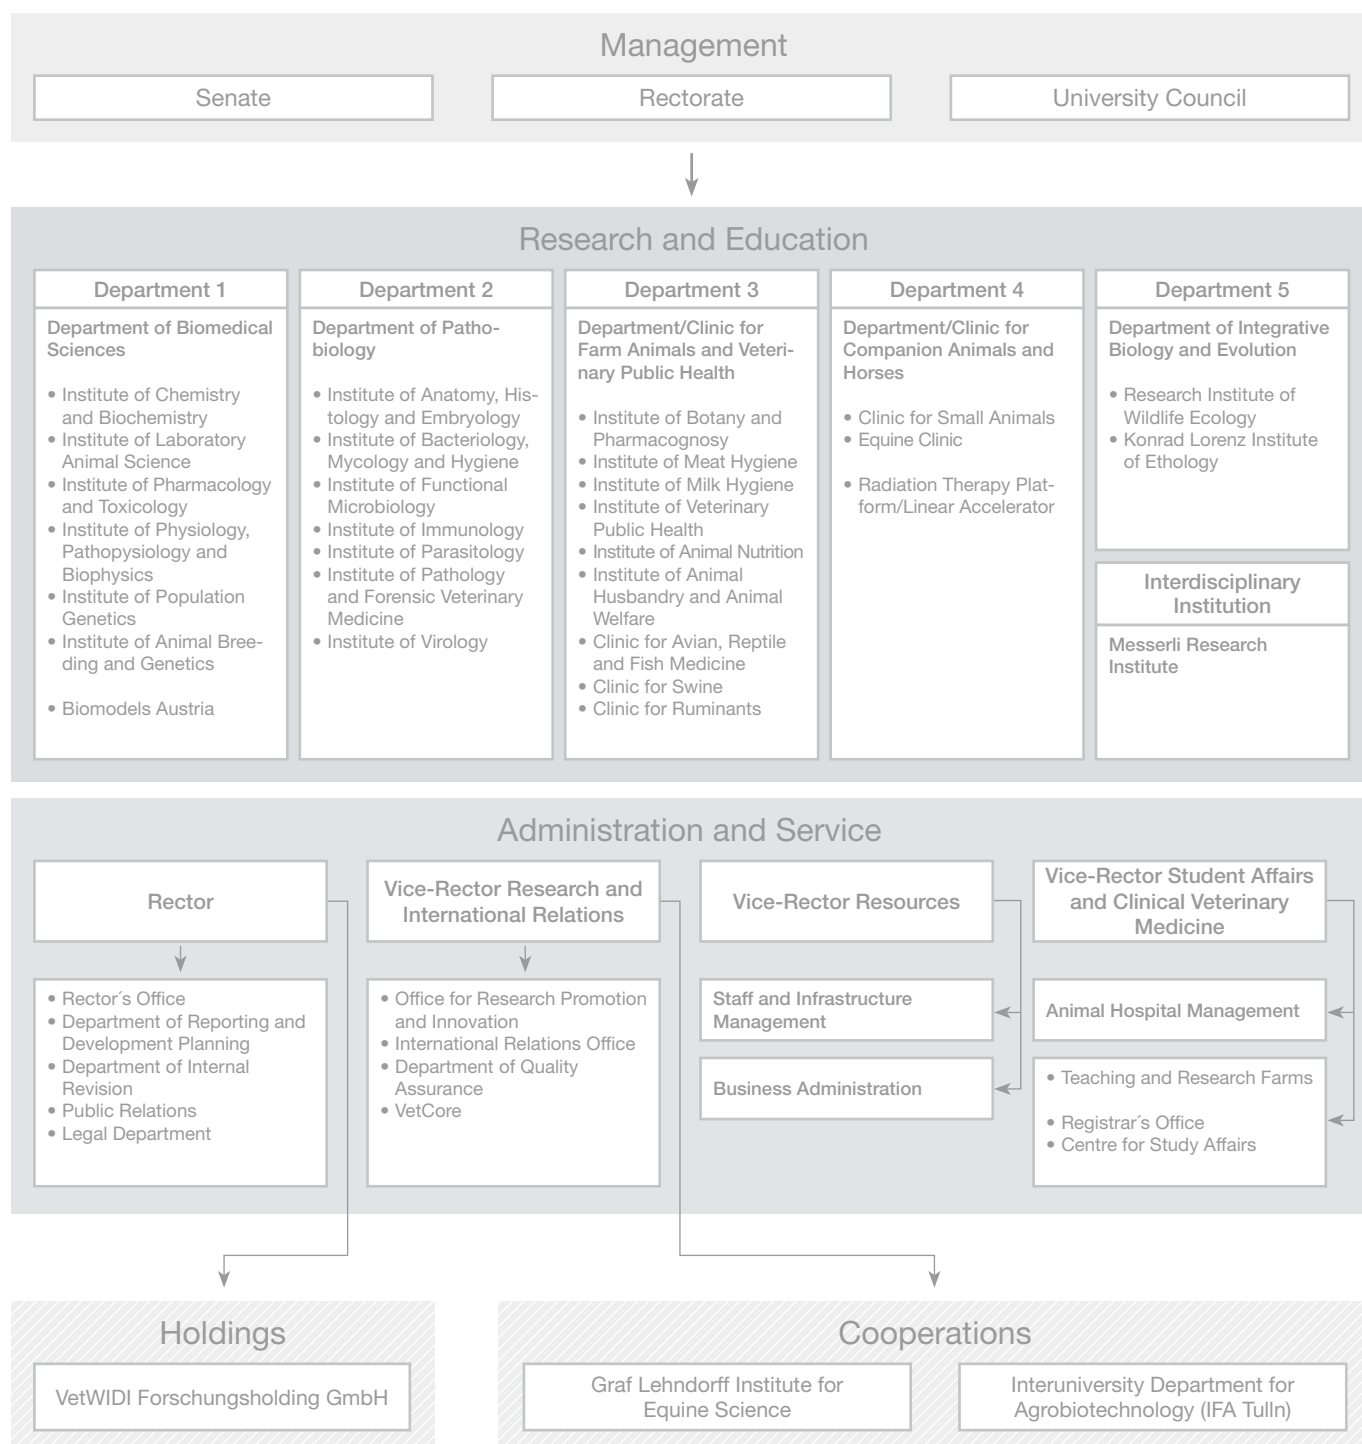 Management
Senate
Rectorate
University Council
Research and Education
Department 1
Department of Biomedical
Sciences
• Institute of Chemistry
and Biochemistry
• Institute of Laboratory
Animal Science
• Institute of Pharmacology
and Toxicology
• Institute of Physiology,
Pathopysiology and
Biophysics
• Institute of Population
Genetics
• Institute of Animal Bree-
ding and Genetics
• Biomodels Austria
Department 2
Department of Patho-
biology
• Institute of Anatomy, His-
tology and Embryology
• Institute of Bacteriology,
Mycology and Hygiene
• Institute of Functional
Microbiology
• Institute of Immunology
• Institute of Parasitology
• Institute of Pathology
and Forensic Veterinary
Medicine
• Institute of Virology
Department 3
Department/Clinic for
Farm Animals and Veteri-
nary Public Health
• Institute of Botany and
Pharmacognosy
• Institute of Meat Hygiene
• Institute of Milk Hygiene
• Institute of Veterinary
Public Health
• Institute of Animal Nutrition
• Institute of Animal
Husbandry and Animal
Welfare
• Clinic for Avian, Reptile
and Fish Medicine
• Clinic for Swine
• Clinic for Ruminants
Department 4
Department/Clinic for
Companion Animals and
Horses
• Clinic for Small Animals
• Equine Clinic
• Radiation Therapy Plat-
form/Linear Accelerator
Department 5
Department of Integrative
Biology and Evolution
• Research Institute of
Wildlife Ecology
• Konrad Lorenz Institute
of Ethology
Interdisciplinary
Institution
Messerli Research
Institute
Administration and Service
Rector
• Rector´s Office
• Department of Reporting and
Development Planning
• Department of Internal
Revision
• Public Relations
• Legal Department
Vice-Rector Research and
International Relations
• Office for Research Promotion
and Innovation
• International Relations Office
• Department of Quality
Assurance
• VetCore
Vice-Rector Resources
Staff and Infrastructure
Management
Business Administration
Vice-Rector Student Affairs
and Clinical Veterinary
Medicine
Animal Hospital Management
• Teaching and Research Farms
• Registrar´s Office
• Centre for Study Affairs
Holdings
VetWIDI Forschungsholding GmbH
Cooperations
Graf Lehndorff Institute for
Equine Science
Interuniversity Department for
Agrobiotechnology (IFA Tulln)